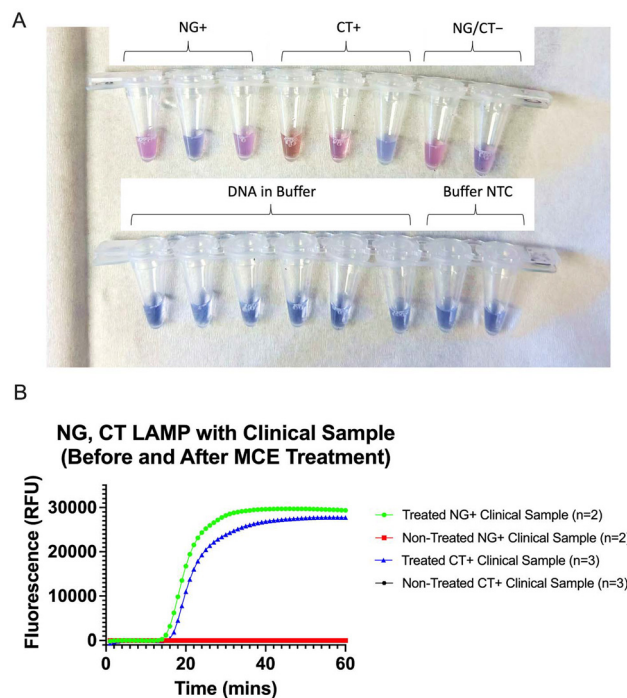 A
NG+ CT+ NG/CT−
DNA in Buffer Buffer NTC
B
NG, CT LAMP with Clinical Sample
(Before and After MCE Treatment)
Fluorescence (RFU)
30000
20000
10000
0
0 20 40 60
Time (mins)
Treated NG+ Clinical Sample (n=2)
Non-Treated NG+ Clinical Sample (n=2)
Treated CT+ Clinical Sample (n=3)
Non-Treated CT+ Clinical Sample (n=3)